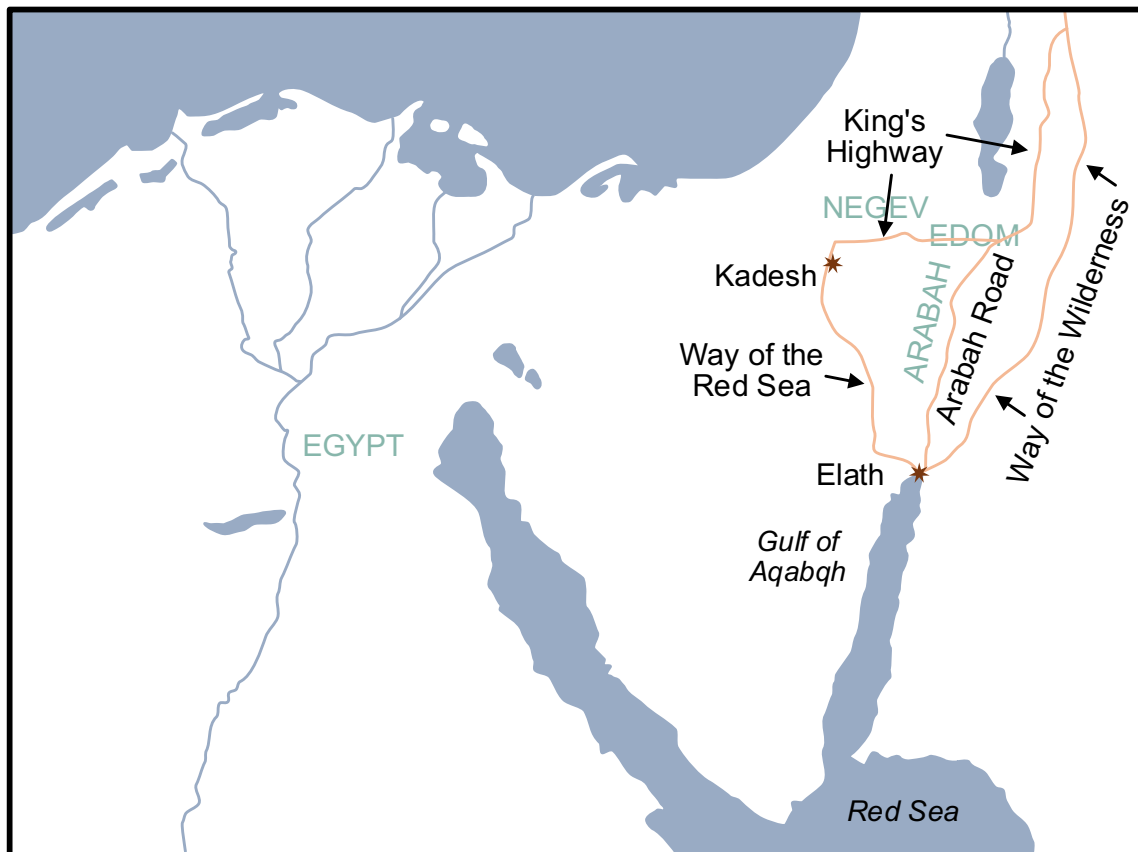 King's
Highway
NEGEV
EDOM
Kadesh
ARABAH
Arabah Road
Way of the Wilderness
Way of the
Red Sea
EGYPT
Elath
Gulf of
Aqabqh
Red Sea